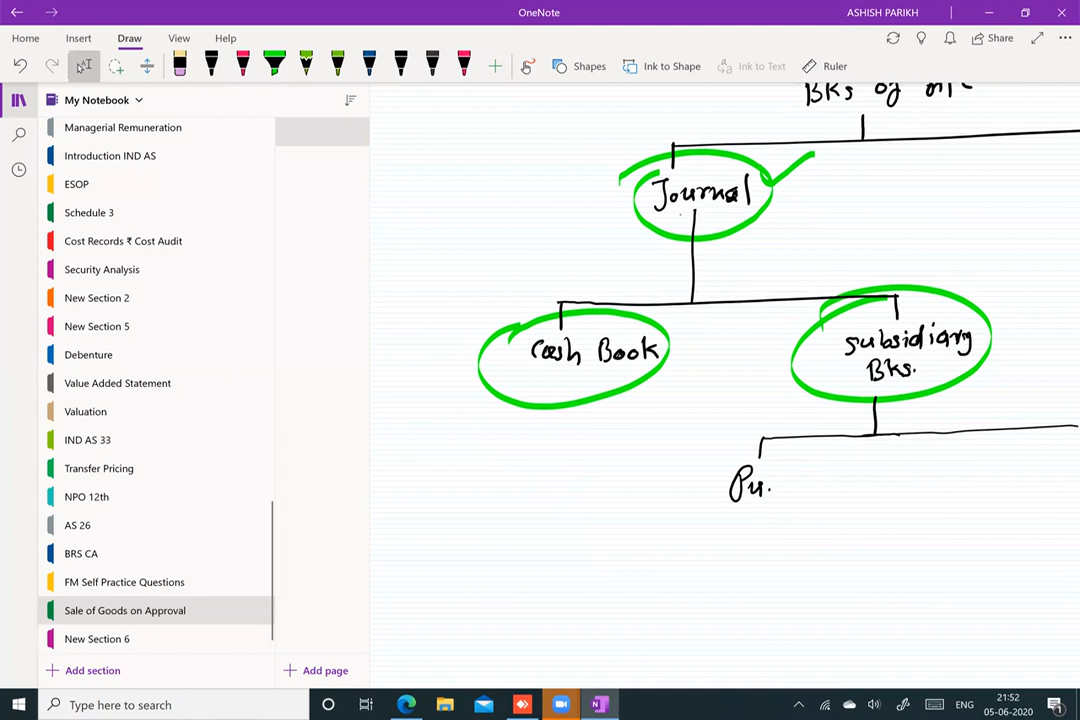 OneNote
ASHISH PARIKH
Home Insert Draw View Help
Share
Shapes
Ink to Shape
Ink to Text
Ruler
My Notebook
Managerial Remuneration
Introduction IND AS
ESOP
Schedule 3
Cost Records ₹ Cost Audit
Security Analysis
New Section 2
New Section 5
Debenture
Value Added Statement
Valuation
IND AS 33
Transfer Pricing
NPO 12th
AS 26
BRS CA
FM Self Practice Questions
Sale of Goods on Approval
New Section 6
Add section
Add page
Bks of
Journal
Cash Book
Subsidiary
Bks.
Pu.
Type here to search
ENG
21:52
05-06-2020
1